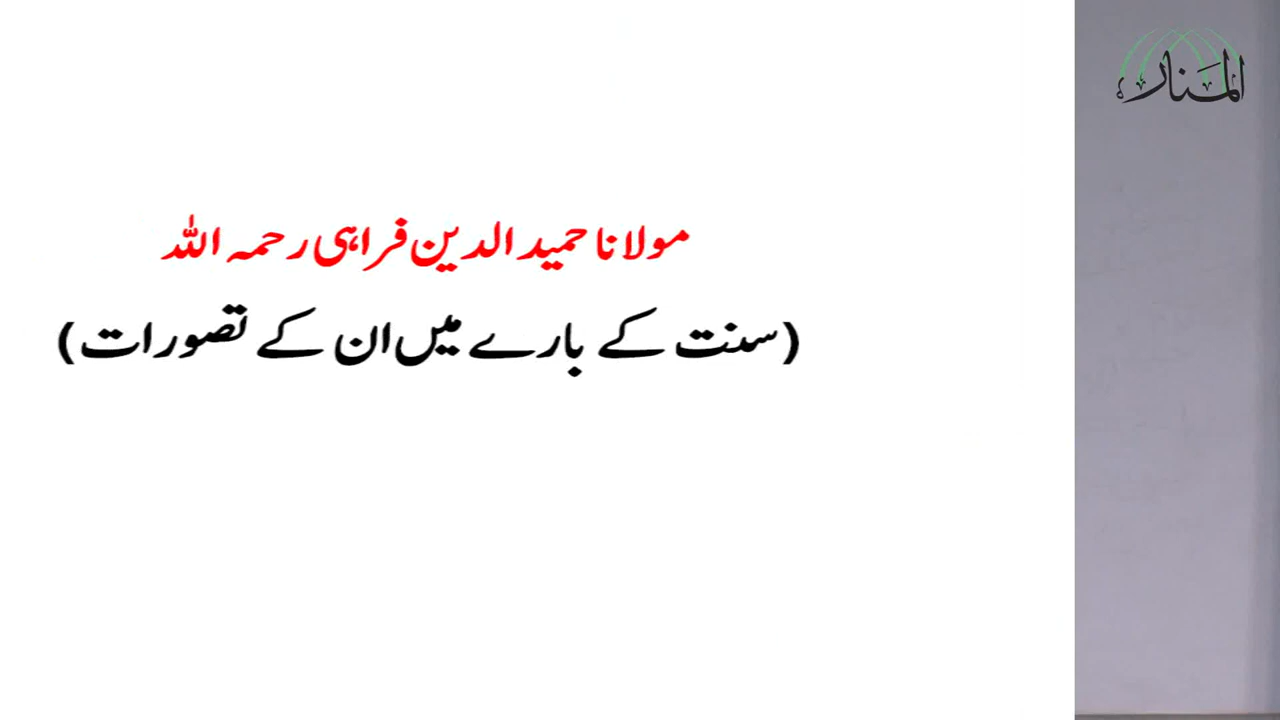 المنار
مولانا حمید الدین فراہی رحمہ اللہ
(سنت کے بارے میں ان کے تصورات)